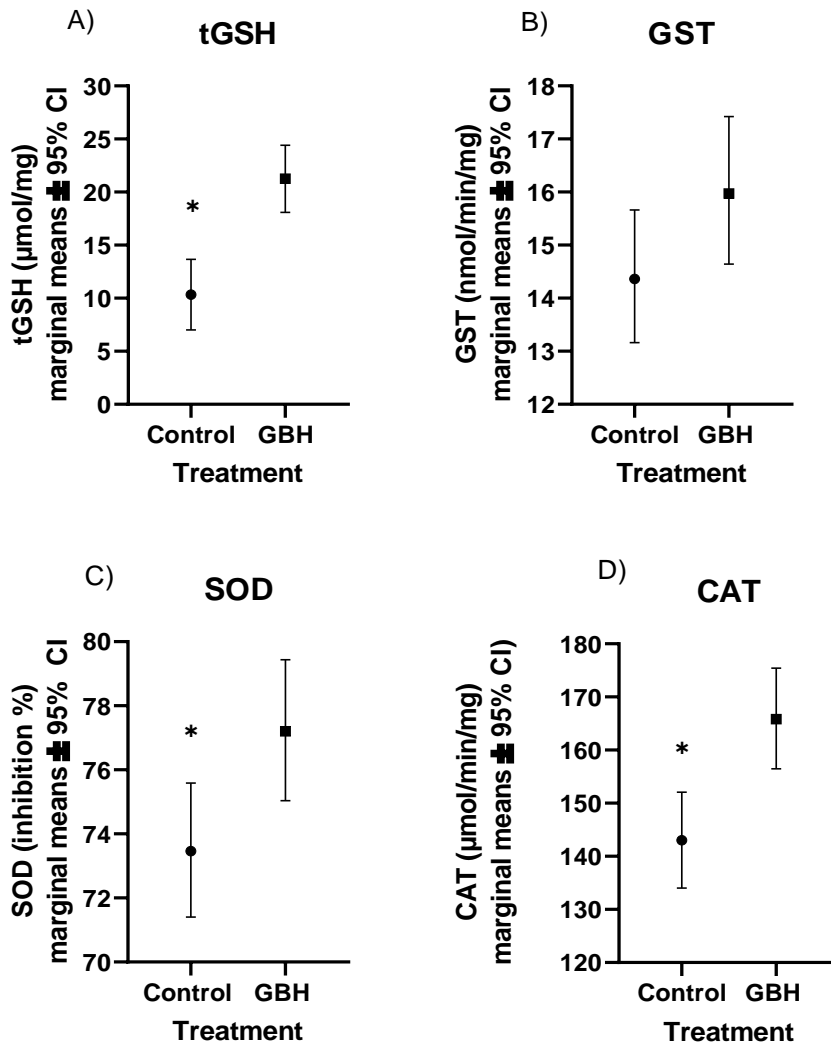 A)
tGSH
tGSH (µmol/mg)
marginal means ± 95% CI
30
25
20
15
10
5
0
*
Control GBH
Treatment
B)
GST
GST (nmol/min/mg)
marginal means ± 95% CI
18
17
16
15
14
13
12
Control GBH
Treatment
C)
SOD
SOD (inhibition %)
marginal means ± 95% CI
80
78
76
74
72
70
*
Control GBH
Treatment
D)
CAT
CAT (µmol/min/mg)
marginal means ± 95% CI)
180
170
160
150
140
130
120
*
Control GBH
Treatment